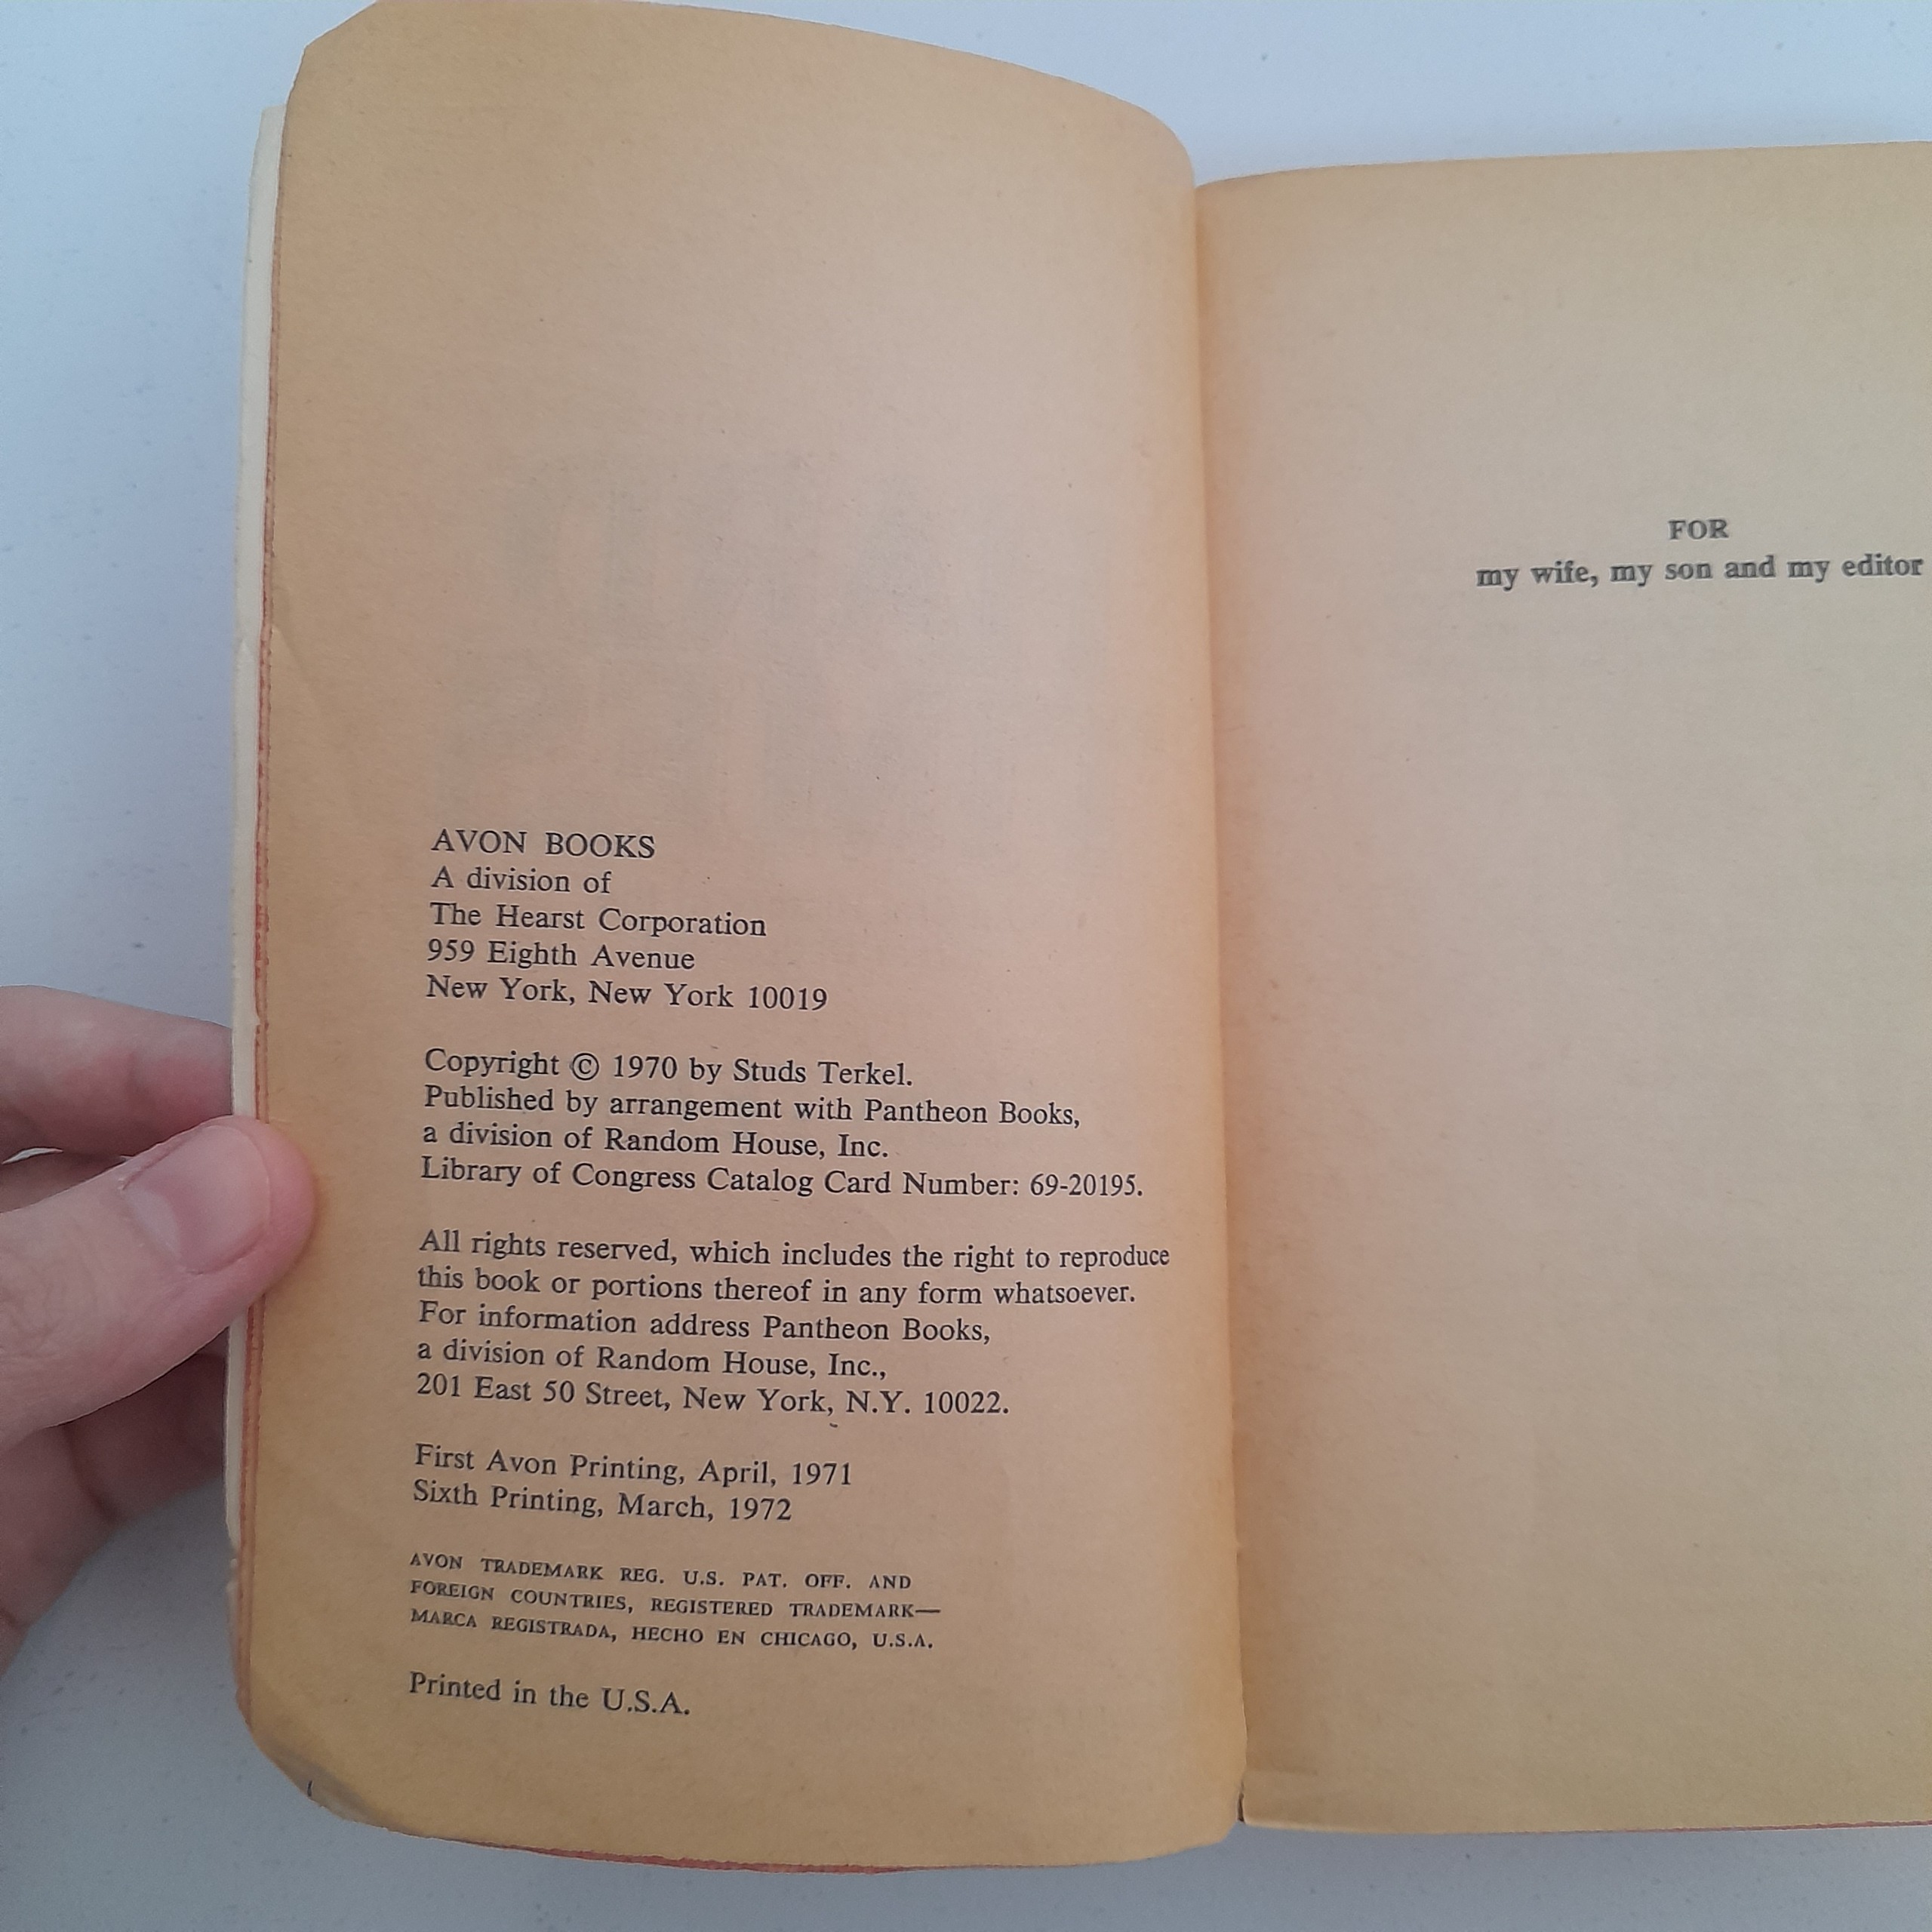 AVON BOOKS
A division of
The Hearst Corporation
959 Eighth Avenue
New York, New York 10019
Copyright © 1970 by Studs Terkel.
Published by arrangement with Pantheon Books,
a division of Random House, Inc.
Library of Congress Catalog Card Number: 69-20195.
All rights reserved, which includes the right to reproduce
this book or portions thereof in any form whatsoever.
For information address Pantheon Books,
a division of Random House, Inc.,
201 East 50 Street, New York, N.Y. 10022.
First Avon Printing, April, 1971
Sixth Printing, March, 1972
AVON TRADEMARK REG. U.S. PAT. OFF. AND
FOREIGN COUNTRIES, REGISTERED TRADEMARK—
MARCA REGISTRADA, HECHO EN CHICAGO, U.S.A.
Printed in the U.S.A.
FOR
my wife, my son and my editor